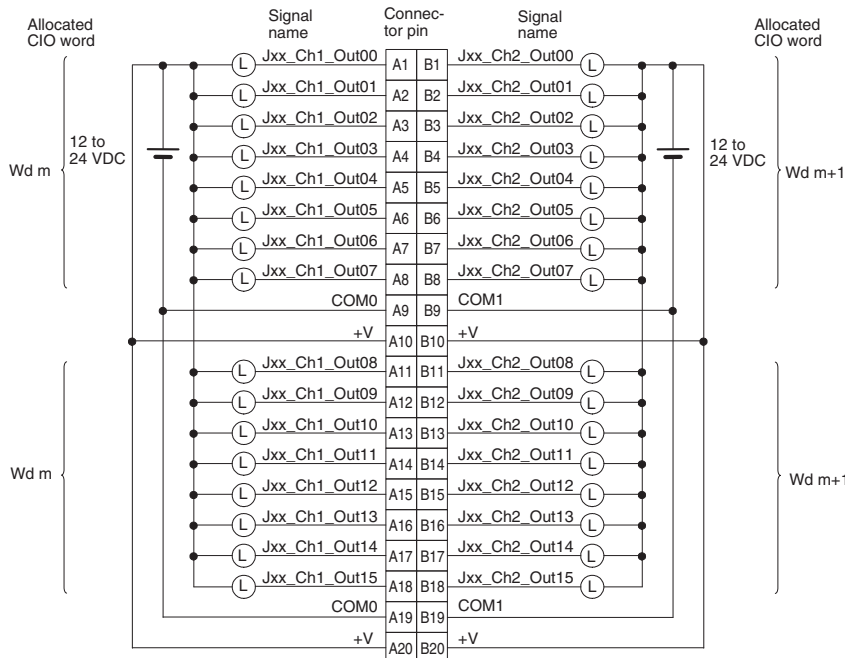 Allocated
CIO word
Signal
name
Connec-
tor pin
Signal
name
Allocated
CIO word
L Jxx_Ch1_Out00 A1 B1 Jxx_Ch2_Out00 L
L Jxx_Ch1_Out01 A2 B2 Jxx_Ch2_Out01 L
L Jxx_Ch1_Out02 A3 B3 Jxx_Ch2_Out02 L
12 to
24 VDC
L Jxx_Ch1_Out03 A4 B4 Jxx_Ch2_Out03 L
12 to
24 VDC
Wd m
Wd m+1
L Jxx_Ch1_Out04 A5 B5 Jxx_Ch2_Out04 L
L Jxx_Ch1_Out05 A6 B6 Jxx_Ch2_Out05 L
L Jxx_Ch1_Out06 A7 B7 Jxx_Ch2_Out06 L
L Jxx_Ch1_Out07 A8 B8 Jxx_Ch2_Out07 L
COM0 A9 B9 COM1
+V A10 B10 +V
L Jxx_Ch1_Out08 A11 B11 Jxx_Ch2_Out08 L
L Jxx_Ch1_Out09 A12 B12 Jxx_Ch2_Out09 L
L Jxx_Ch1_Out10 A13 B13 Jxx_Ch2_Out10 L
L Jxx_Ch1_Out11 A14 B14 Jxx_Ch2_Out11 L
Wd m
Wd m+1
L Jxx_Ch1_Out12 A15 B15 Jxx_Ch2_Out12 L
L Jxx_Ch1_Out13 A16 B16 Jxx_Ch2_Out13 L
L Jxx_Ch1_Out14 A17 B17 Jxx_Ch2_Out14 L
L Jxx_Ch1_Out15 A18 B18 Jxx_Ch2_Out15 L
COM0 A19 B19 COM1
+V A20 B20 +V